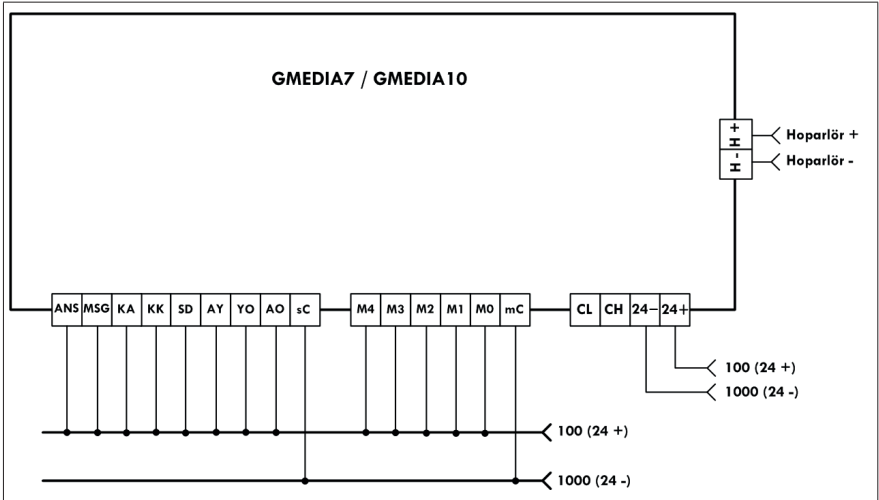 GMEDIA7 / GMEDIA10
H+
H-
Hoparlör +
Hoparlör -
ANS MSG KA KK SD AY YO AO sC
M4 M3 M2 M1 M0 mC
CL CH 24− 24+
100 (24 +)
1000 (24 -)
100 (24 +)
1000 (24 -)